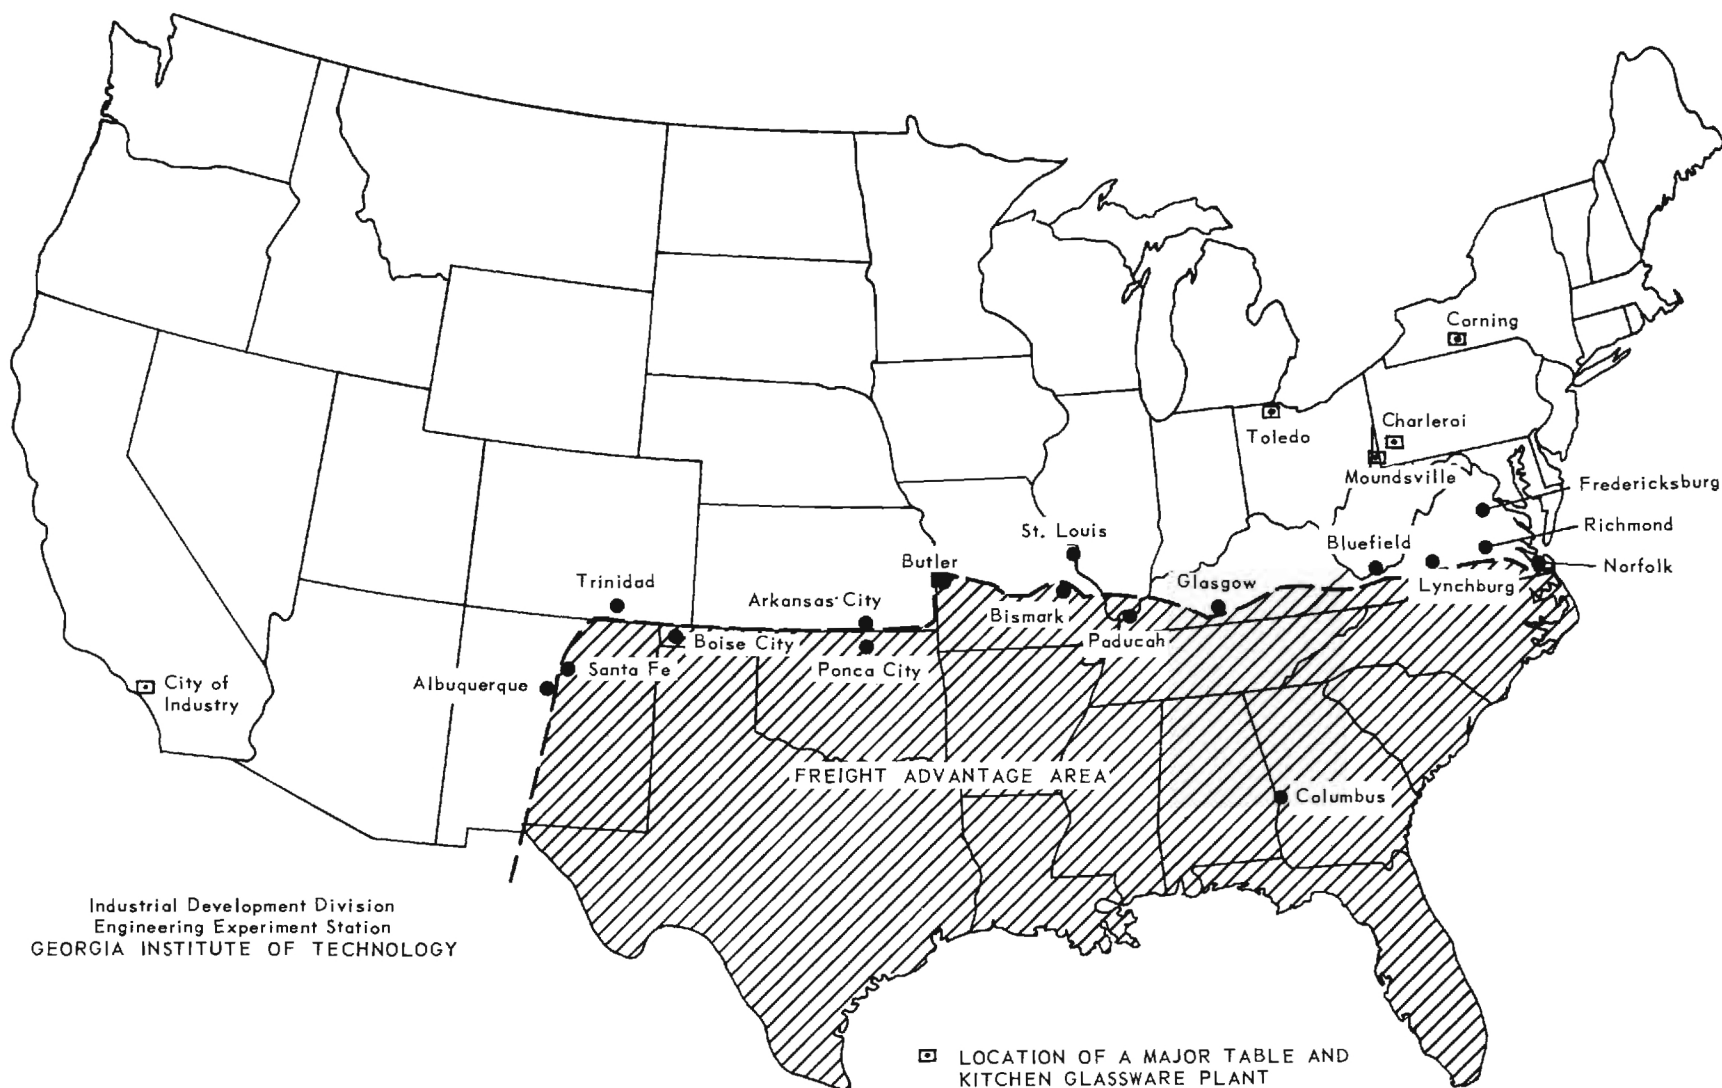 Corning
Charleroi
Toledo
Moundsville
Fredericksburg
St. Louis
Richmond
Bluefield
Butler
Norfolk
Trinidad
Glasgow
Lynchburg
Arkansas City
Bismark
Boise City
Paducah
Santa Fe
Ponca City
Albuquerque
City of
Industry
FREIGHT ADVANTAGE AREA
Columbus
Industrial Development Division
Engineering Experiment Station
GEORGIA INSTITUTE OF TECHNOLOGY
LOCATION OF A MAJOR TABLE AND
KITCHEN GLASSWARE PLANT